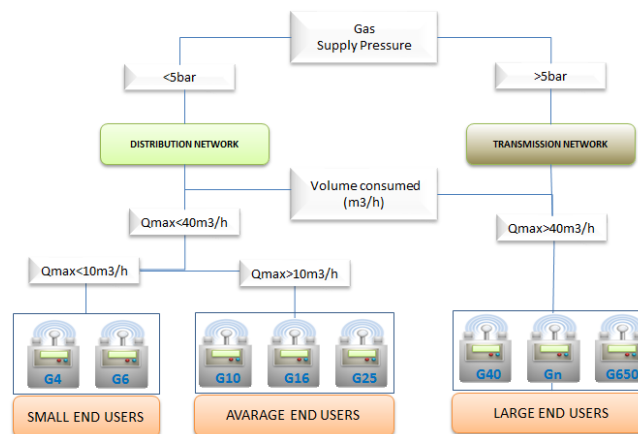 Gas
Supply Pressure
<5bar
>5bar
DISTRIBUTION NETWORK
TRANSMISSION NETWORK
Volume consumed
(m3/h)
Qmax<40m3/h
Qmax>40m3/h
Qmax<10m3/h
Qmax>10m3/h
G4
G6
G10
G16
G25
G40
Gn
G650
SMALL END USERS
AVARAGE END USERS
LARGE END USERS